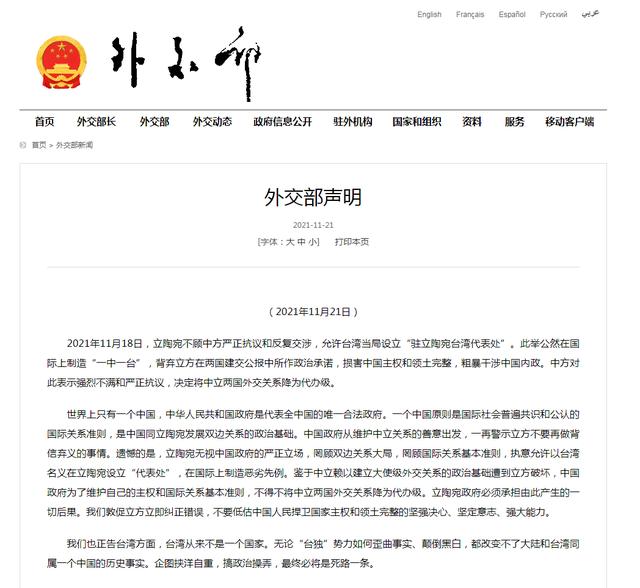 English Français Español Русский عربي
外交部
首页 外交部长 外交部 外交动态 政府信息公开 驻外机构 国家和组织 资料 服务 移动客户端
首页 > 外交部新闻
外交部声明
2021-11-21
[字体：大 中 小] 打印本页
（2021年11月21日）
2021年11月18日，立陶宛不顾中方严正抗议和反复交涉，允许台湾当局设立“驻立陶宛台湾代表处”。此举公然在国
际上制造“一中一台”，背弃立方在两国建交公报中所作政治承诺，损害中国主权和领土完整，粗暴干涉中国内政。中方对
此表示强烈不满和严正抗议，决定将中立两国外交关系降为代办级。
世界上只有一个中国，中华人民共和国政府是代表全中国的唯一合法政府。一个中国原则是国际社会普遍共识和公认的
国际关系准则，是中国同立陶宛发展双边关系的政治基础。中国政府从维护中立关系的善意出发，一再警示立方不要再做背
信弃义的事情。遗憾的是，立陶宛无视中国政府的严正立场，罔顾双边关系大局，罔顾国际关系基本准则，执意允许以台湾
名义在立陶宛设立“代表处”，在国际上制造恶劣先例。鉴于中立赖以建立大使级外交关系的政治基础遭到立方破坏，中国
政府为了维护自己的主权和国际关系基本准则，不得不将中立两国外交关系降为代办级。立陶宛政府必须承担由此产生的一
切后果。我们敦促立方立即纠正错误，不要低估中国人民捍卫国家主权和领土完整的坚强决心、坚定意志、强大能力。
我们也正告台湾方面，台湾从来不是一个国家。无论“台独”势力如何歪曲事实、颠倒黑白，都改变不了大陆和台湾同
属一个中国的历史事实。企图挟洋自重，搞政治操弄，最终必将是死路一条。